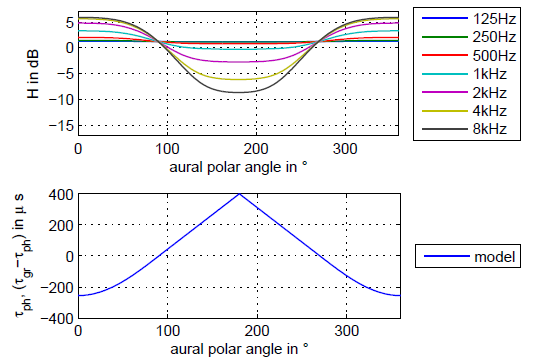 5
0
−5
−10
−15
H in dB
0
100
200
300
aural polar angle in °
125Hz
250Hz
500Hz
1kHz
2kHz
4kHz
8kHz
400
200
0
−200
−400
τph, (τgr−τph) in μ s
0
100
200
300
aural polar angle in °
model